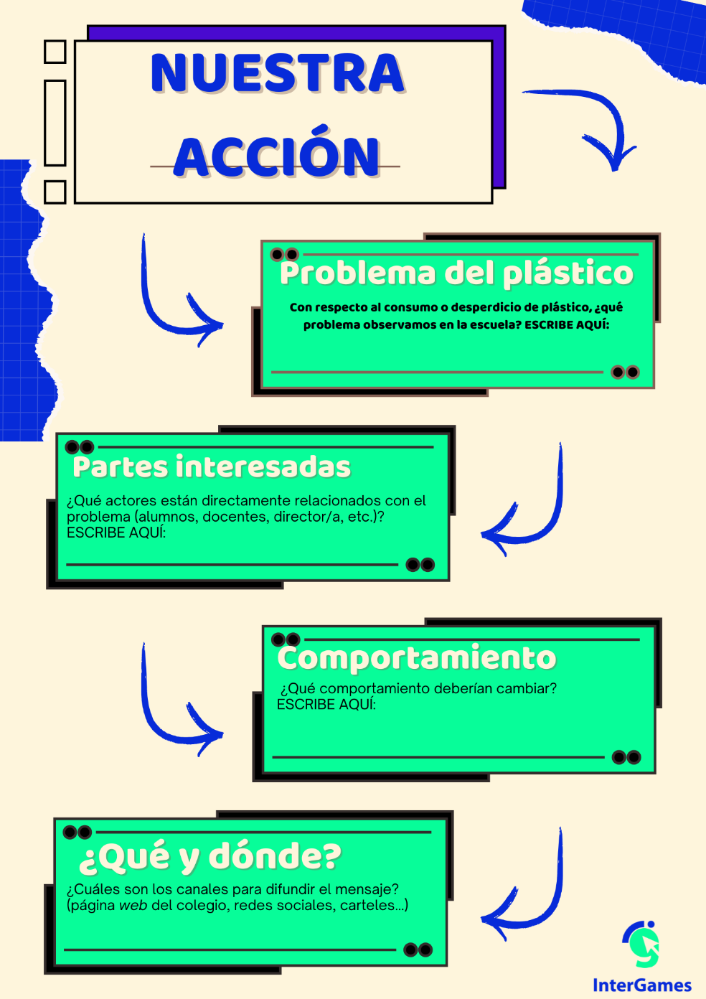 NUESTRA
ACCIÓN
Problema del plástico
Con respecto al consumo o desperdicio de plástico, ¿qué
problema observamos en la escuela? ESCRIBE AQUÍ:
Partes interesadas
¿Qué actores están directamente relacionados con el
problema (alumnos, docentes, director/a, etc.)?
ESCRIBE AQUÍ:
Comportamiento
¿Qué comportamiento deberían cambiar?
ESCRIBE AQUÍ:
¿Qué y dónde?
¿Cuáles son los canales para difundir el mensaje?
(página web del colegio, redes sociales, carteles...)
InterGames